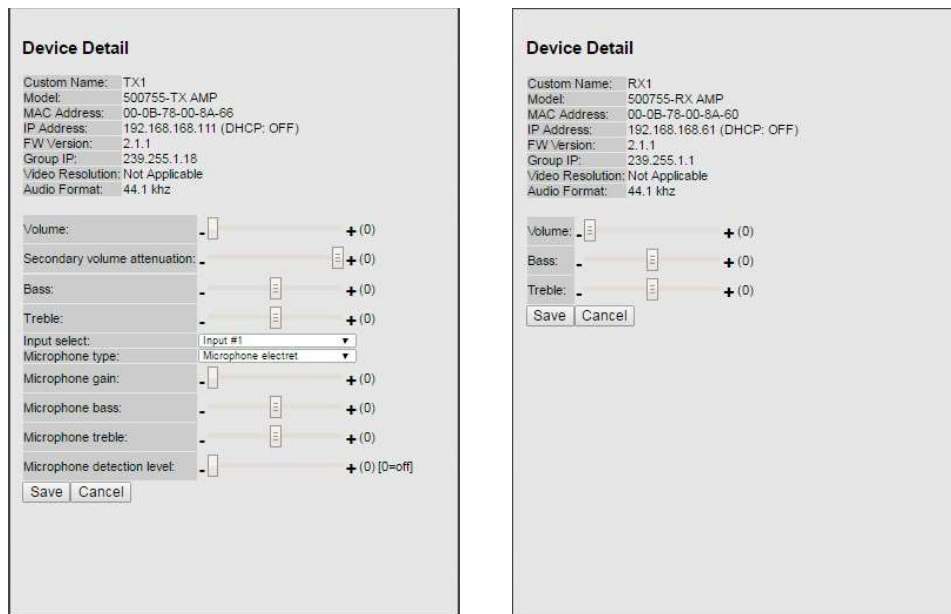 Device Detail
Custom Name: TX1
Model: 500755-TX AMP
MAC Address: 00-0B-78-00-8A-66
IP Address: 192.168.168.111 (DHCP: OFF)
FW Version: 2.1.1
Group IP: 239.255.1.18
Video Resolution: Not Applicable
Audio Format: 44.1 khz
Volume: - + (0)
Secondary volume attenuation: - + (0)
Bass: - + (0)
Treble: - + (0)
Input select: Input #1
Microphone type: Microphone electret
Microphone gain: - + (0)
Microphone bass: - + (0)
Microphone treble: - + (0)
Microphone detection level: - + (0) [0=off]
Save Cancel
Device Detail
Custom Name: RX1
Model: 500755-RX AMP
MAC Address: 00-0B-78-00-8A-60
IP Address: 192.168.168.61 (DHCP: OFF)
FW Version: 2.1.1
Group IP: 239.255.1.1
Video Resolution: Not Applicable
Audio Format: 44.1 khz
Volume: - + (0)
Bass: - + (0)
Treble: - + (0)
Save Cancel